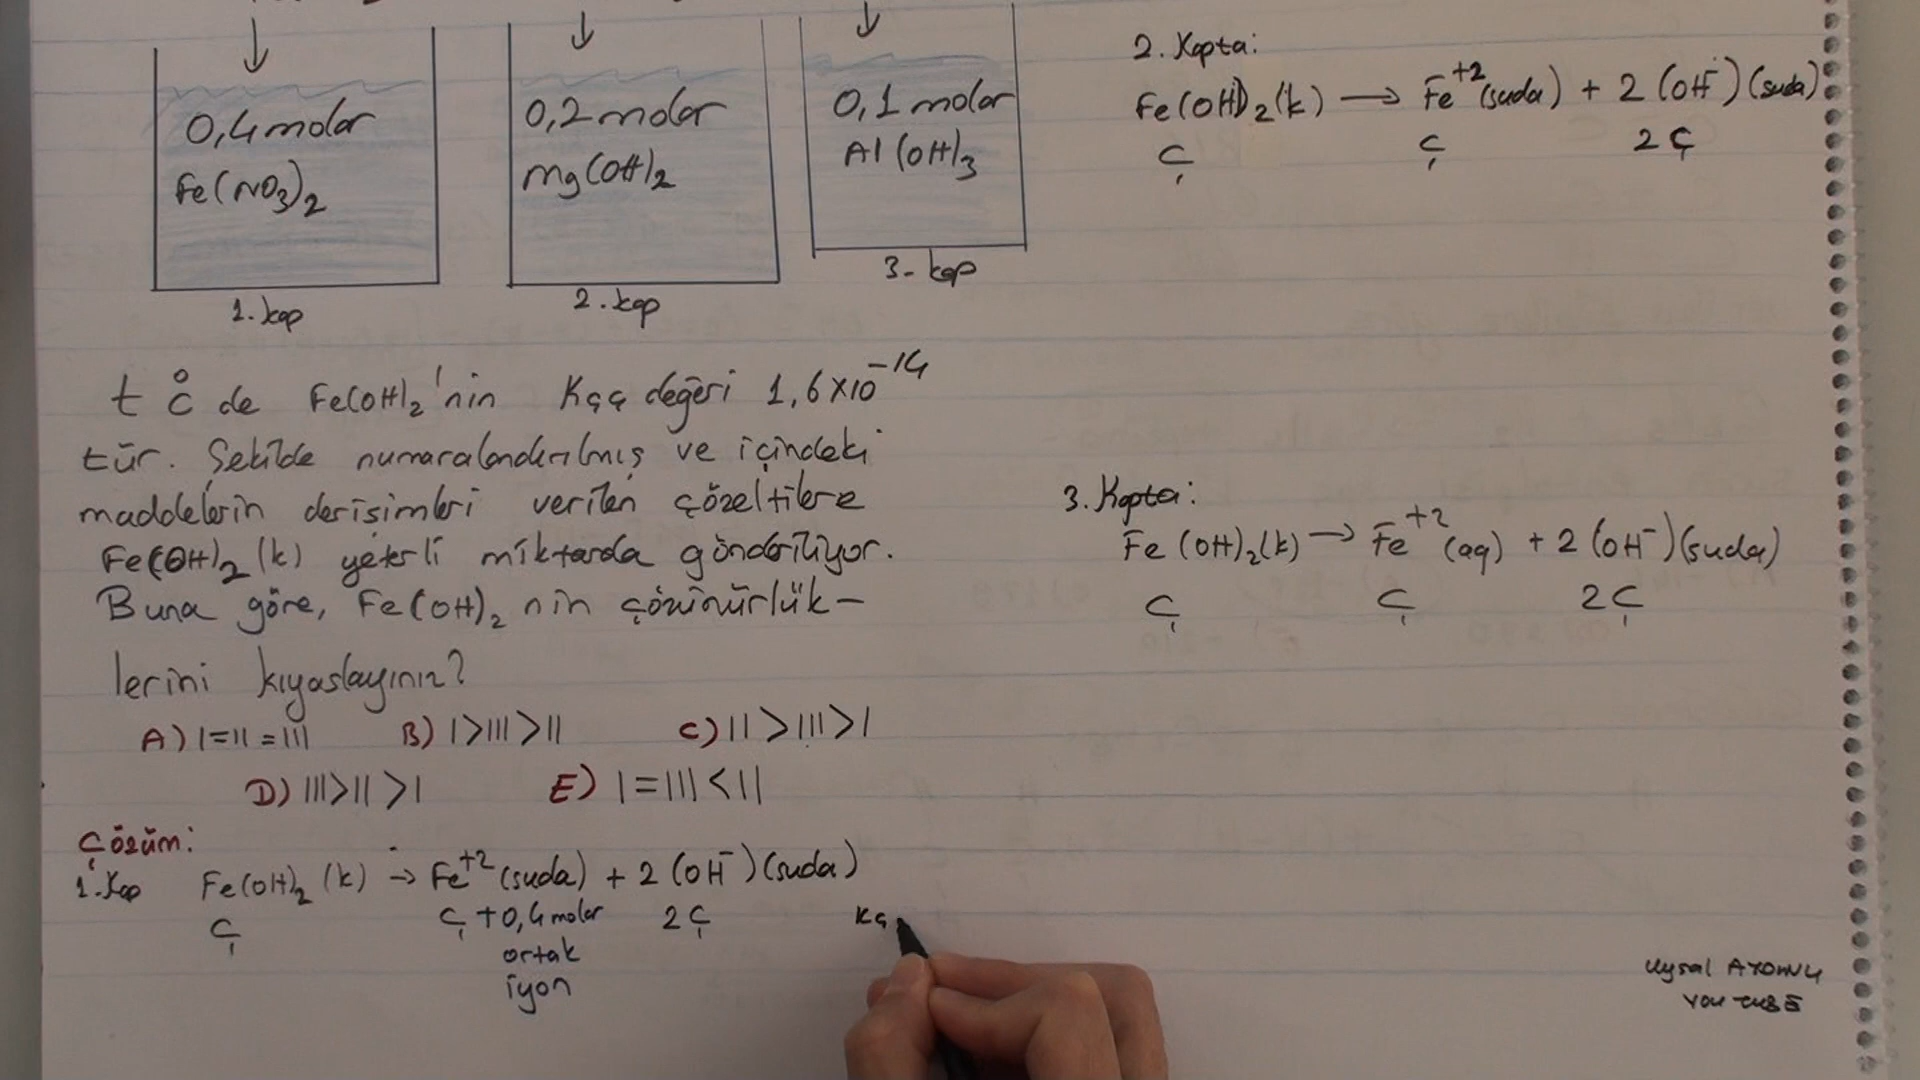 0,4 molar
Fe(NO3)2
1. kap
0,2 molar
Mg(OH)2
2. kap
0,1 molar
Al(OH)3
3- kap
t °C de Fe(OH)2'nin Kçç değeri 1,6x10^-14
tür. Şekilde numaralandırılmış ve içindeki
maddelerin derişimleri verilen çözeltilere
Fe(OH)2 (k) yeterli miktarda gönderiliyor.
Buna göre, Fe(OH)2 nin çözünürlük-
lerini kıyaslayınız?
A) I=II=III B) I>III>II C) II>III>I
D) III>II>I E) I=III<II
Çözüm:
1. Kap Fe(OH)2 (k) → Fe+2 (suda) + 2 (OH-) (suda)
Ç Ç+0,4 molar 2Ç Kç
ortak
iyon
2. Kapta:
Fe(OH)2 (k) → Fe+2 (suda) + 2 (OH-) (suda)
Ç Ç 2Ç
3. Kapta:
Fe(OH)2(k) → Fe+2 (aq) + 2 (OH-) (suda)
Ç Ç 2Ç